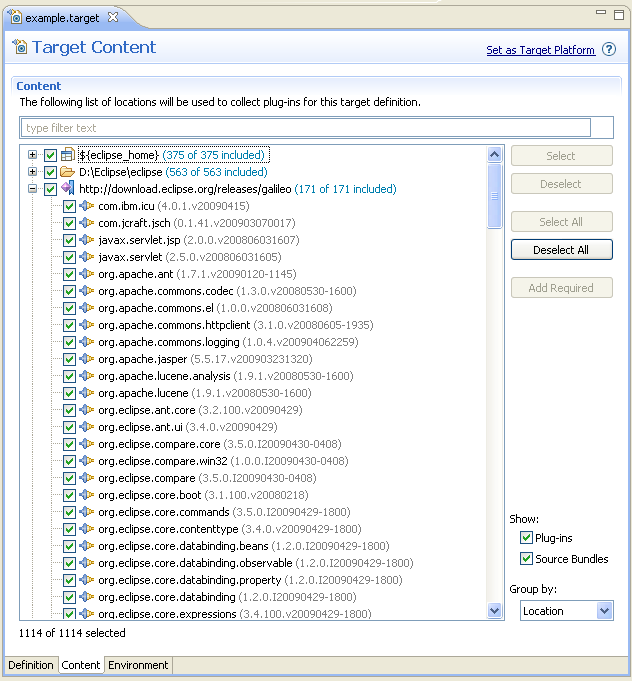 example.target
Target Content
Set as Target Platform
Content
The following list of locations will be used to collect plug-ins for this target definition.
type filter text
${eclipse_home} (375 of 375 included)
D:\Eclipse\eclipse (563 of 563 included)
http://download.eclipse.org/releases/galileo (171 of 171 included)
com.ibm.icu (4.0.1.v20090415)
com.jcraft.jsch (0.1.41.v200903070017)
javax.servlet.jsp (2.0.0.v200806031607)
javax.servlet (2.5.0.v200806031605)
org.apache.ant (1.7.1.v20090120-1145)
org.apache.commons.codec (1.3.0.v20080530-1600)
org.apache.commons.el (1.0.0.v200806031608)
org.apache.commons.httpclient (3.1.0.v20080605-1935)
org.apache.commons.logging (1.0.4.v200904062259)
org.apache.jasper (5.5.17.v200903231320)
org.apache.lucene.analysis (1.9.1.v20080530-1600)
org.apache.lucene (1.9.1.v20080530-1600)
org.eclipse.ant.core (3.2.100.v20090429)
org.eclipse.ant.ui (3.4.0.v20090429)
org.eclipse.compare.core (3.5.0.I20090430-0408)
org.eclipse.compare.win32 (1.0.0.I20090430-0408)
org.eclipse.compare (3.5.0.I20090430-0408)
org.eclipse.core.boot (3.1.100.v20080218)
org.eclipse.core.commands (3.5.0.I20090429-1800)
org.eclipse.core.contenttype (3.4.0.v20090429-1800)
org.eclipse.core.databinding.beans (1.2.0.I20090429-1800)
org.eclipse.core.databinding.observable (1.2.0.I20090429-1800)
org.eclipse.core.databinding.property (1.2.0.I20090429-1800)
org.eclipse.core.databinding (1.2.0.I20090429-1800)
org.eclipse.core.expressions (3.4.100.v20090429-1800)
Select
Deselect
Select All
Deselect All
Add Required
Show:
Plug-ins
Source Bundles
Group by:
Location
1114 of 1114 selected
Definition
Content
Environment